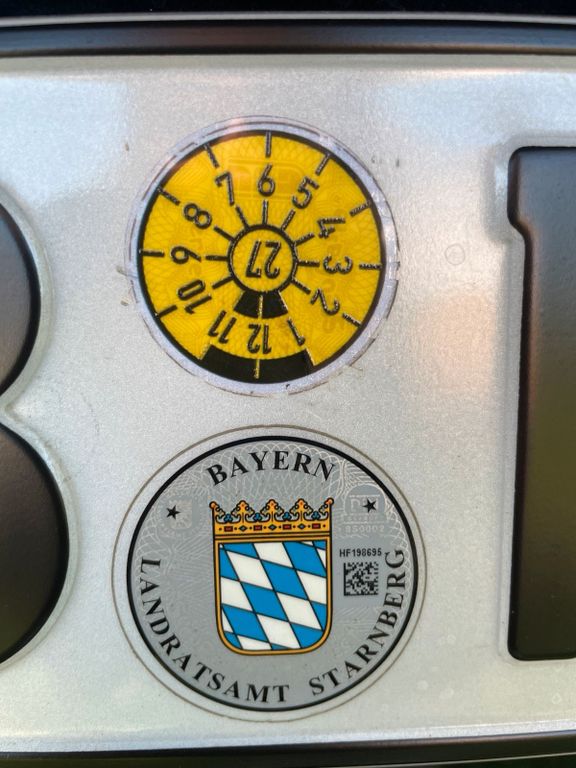 7 6 5
8 4
9 27 3
10 2
11 12 1
BAYERN
HF198695
LANDRATSAMT STARNBERG